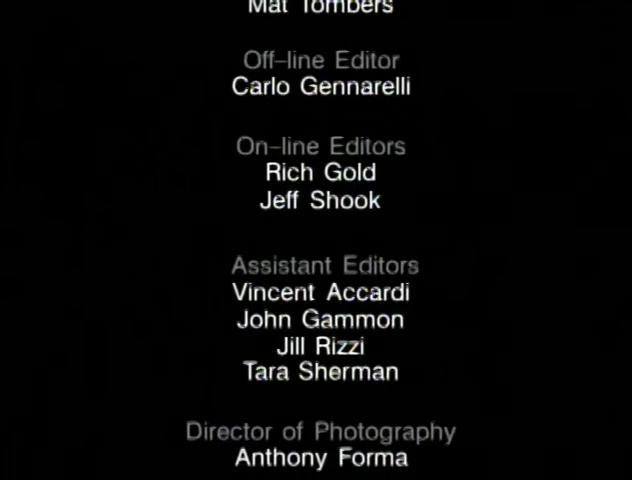 Mat Tombers
Off-line Editor
Carlo Gennarelli
On-line Editors
Rich Gold
Jeff Shook
Assistant Editors
Vincent Accardi
John Gammon
Jill Rizzi
Tara Sherman
Director of Photography
Anthony Forma